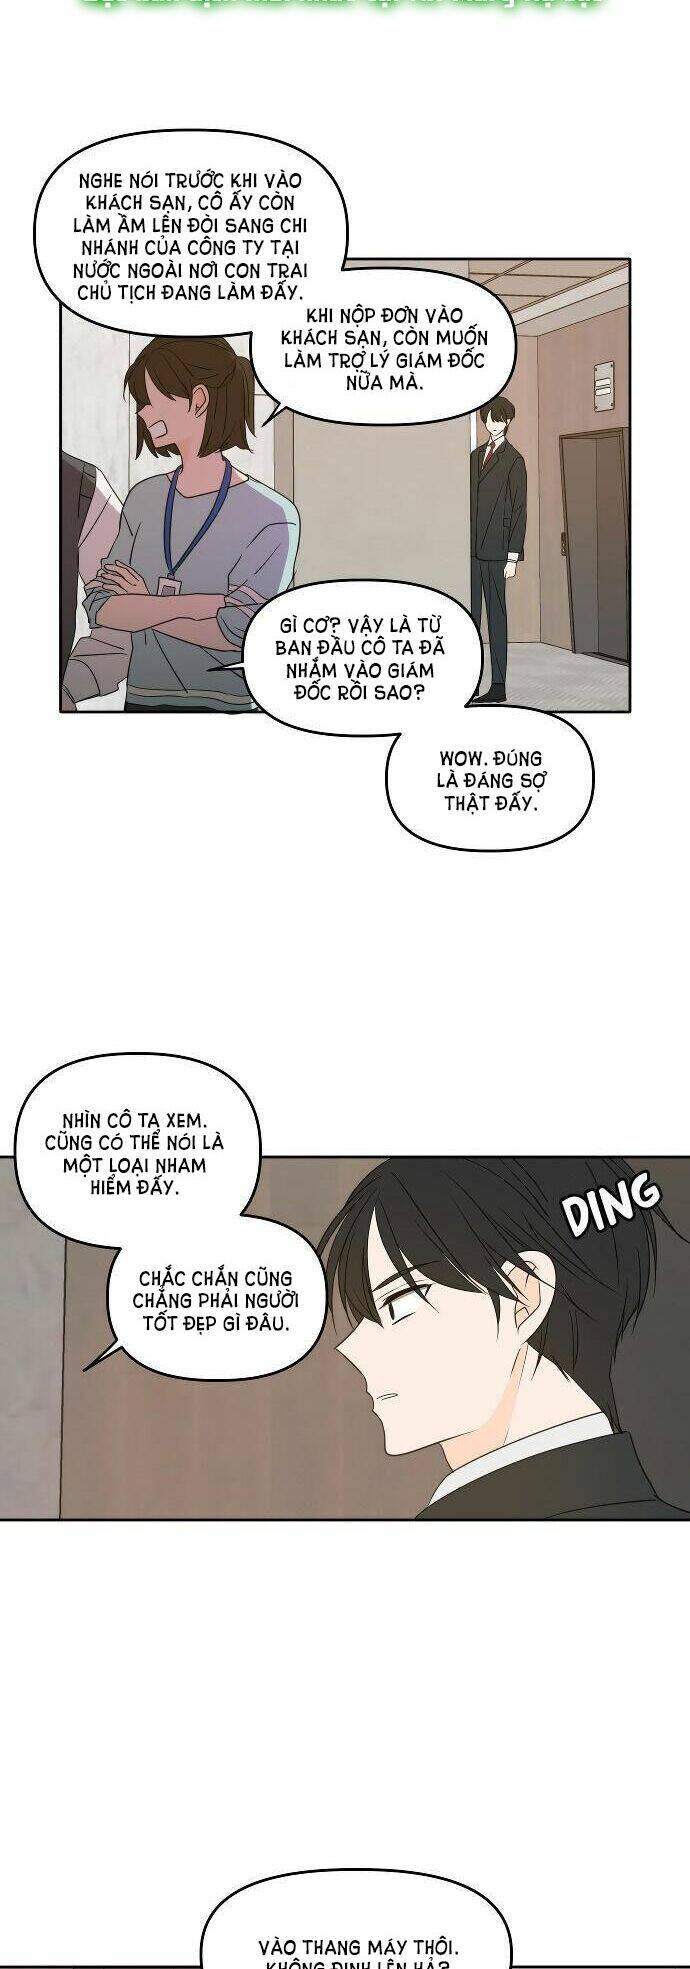 NGHE NÓI TRƯỚC KHI VÀO
KHÁCH SẠN, CÔ ẤY CÒN
LÀM ẦM LÊN ĐÒI SANG CHI
NHÁNH CỦA CÔNG TY TẠI
NƯỚC NGOÀI NƠI CON TRAI
CHỦ TỊCH ĐANG LÀM ĐẤY.
KHI NỘP ĐƠN VÀO
KHÁCH SẠN, CÒN MUỐN
LÀM TRỢ LÝ GIÁM ĐỐC
NỮA MÀ.
GÌ CƠ? VẬY LÀ TỪ
BAN ĐẦU CÔ TA ĐÃ
NHẮM VÀO GIÁM
ĐỐC RỒI SAO?
WOW. ĐÚNG
LÀ ĐÁNG SỢ
THẬT ĐẤY.
NHÌN CÔ TA XEM.
CŨNG CÓ THỂ NÓI LÀ
MỘT LOẠI NHAM
HIỂM ĐẤY.
DING
CHẮC CHẮN CŨNG
CHẲNG PHẢI NGƯỜI
TỐT ĐẸP GÌ ĐÂU.
VÀO THANG MÁY THÔI.
KHÔNG ĐỊNH LÊN HẢ?